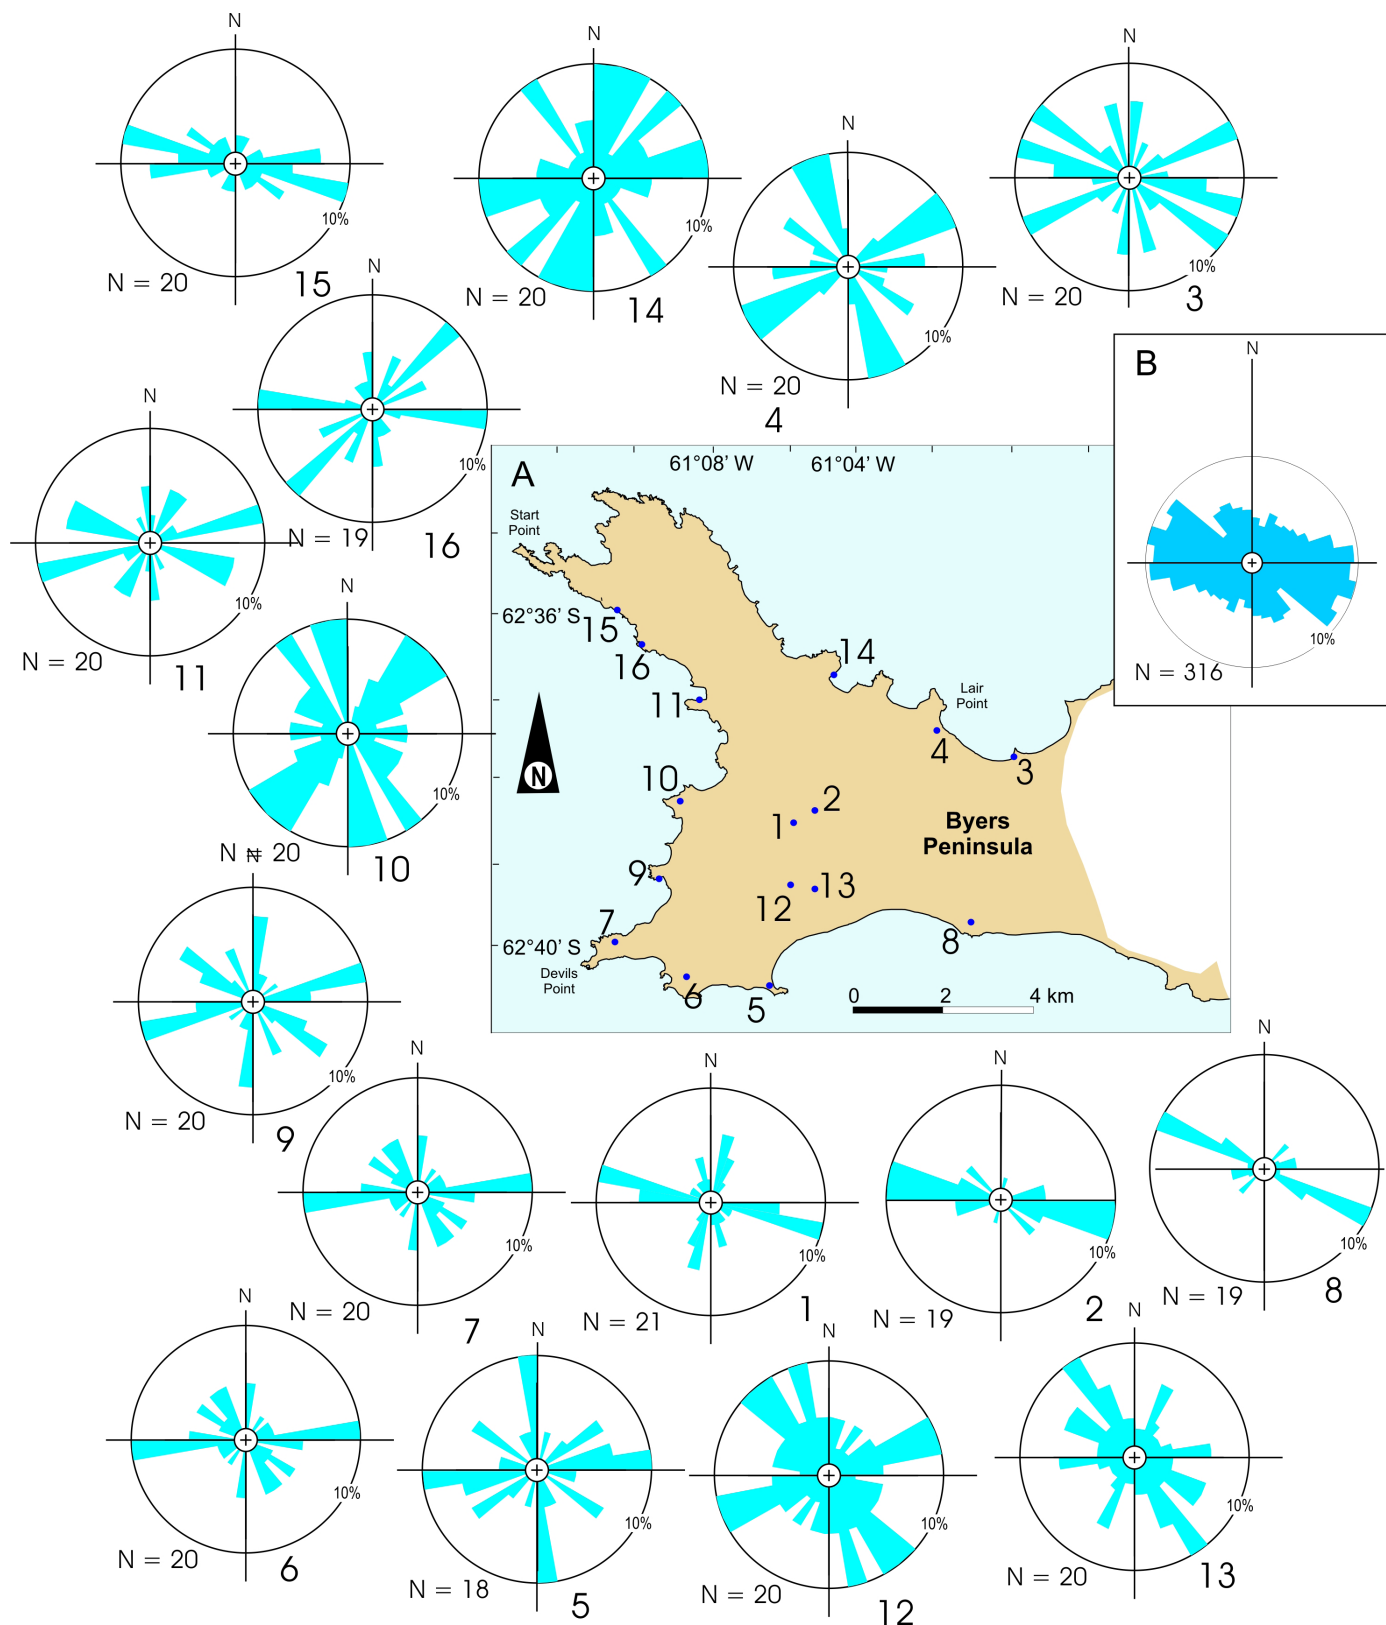 N
10%
N = 20
15
N
10%
N = 20
14
N
10%
N = 20
4
N
10%
N = 20
3
N
10%
N = 19
16
N
10%
N = 20
11
N
10%
N = 20
10
N
10%
N = 20
9
B
N
10%
N = 316
A
61°08' W
61°04' W
Start
Point
62°36' S
15
16
14
11
Lair
Point
4
3
10
2
1
Byers
Peninsula
N
9
13
12
7
8
62°40' S
Devils
Point
6
5
0 2 4 km
N
10%
N = 20
7
N
10%
N = 21
1
N
10%
N = 19
2
N
10%
N = 19
8
N
10%
N = 20
6
N
10%
N = 18
5
N
10%
N = 20
12
N
10%
N = 20
13